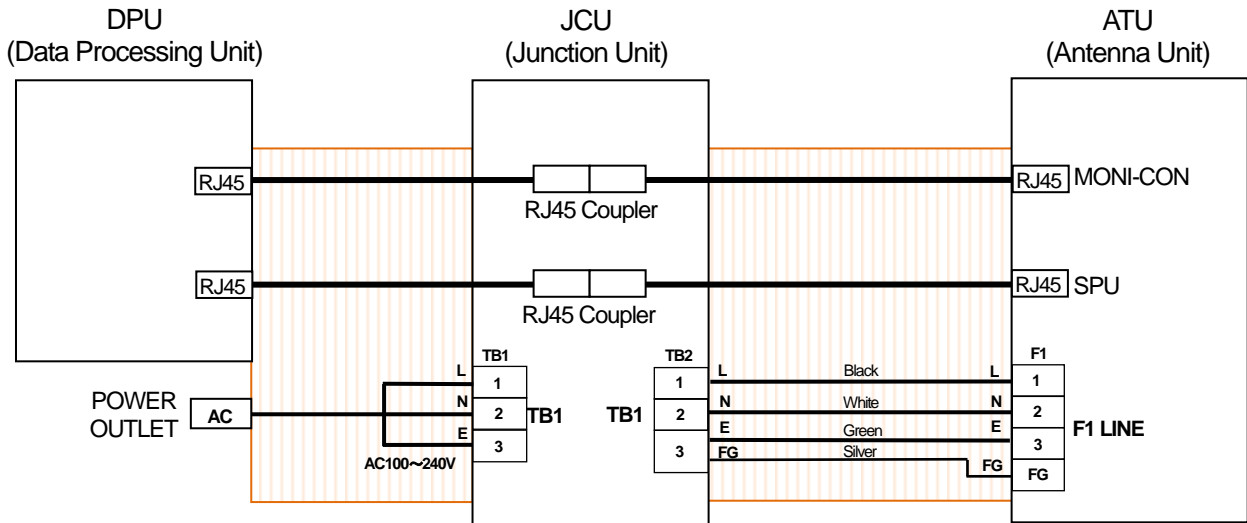 DPU
(Data Processing Unit)
JCU
(Junction Unit)
ATU
(Antenna Unit)
RJ45
RJ45 Coupler
RJ45 MONI-CON
RJ45
RJ45 Coupler
RJ45 SPU
POWER
OUTLET
AC
L
N
E
AC100～240V
TB1
1
2
3
TB1
TB2
1
2
3
TB1
L Black L
N White N
E Green E
FG Silver FG
F1
1
2
3
FG
F1 LINE